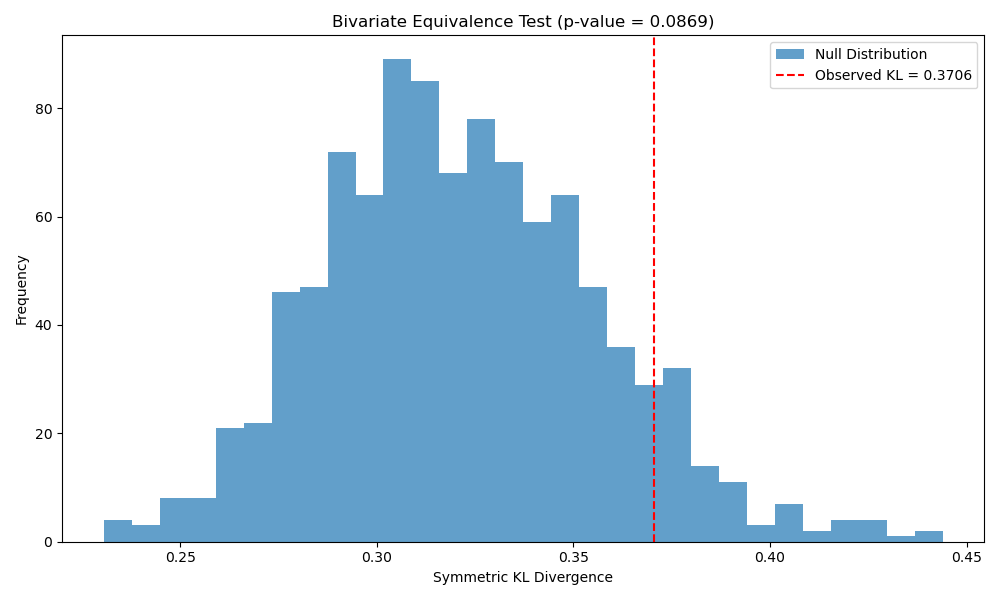 Bivariate Equivalence Test (p-value = 0.0869)
Null Distribution
Observed KL = 0.3706
Frequency
80
60
40
20
0
0.25
0.30
0.35
0.40
0.45
Symmetric KL Divergence